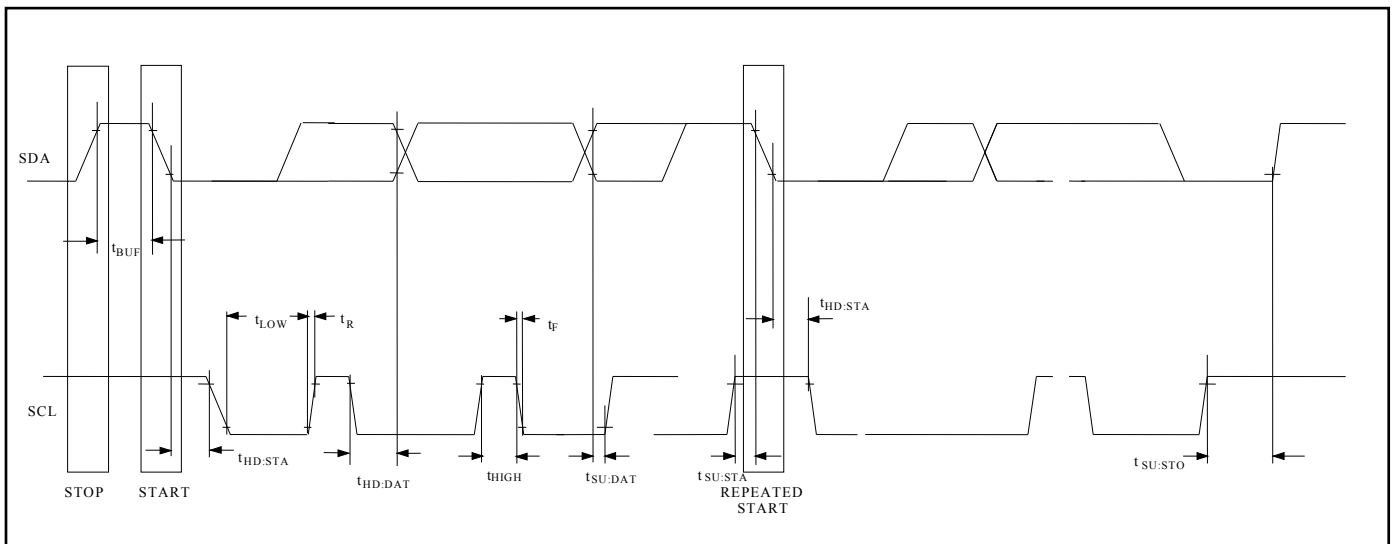 SDA
tBUF
tLOW
tR
tF
tHD:STA
SCL
tHD:STA
tHD:DAT
tHIGH
tSU:DAT
tSU:STA
tSU:STO
STOP
START
REPEATED
START